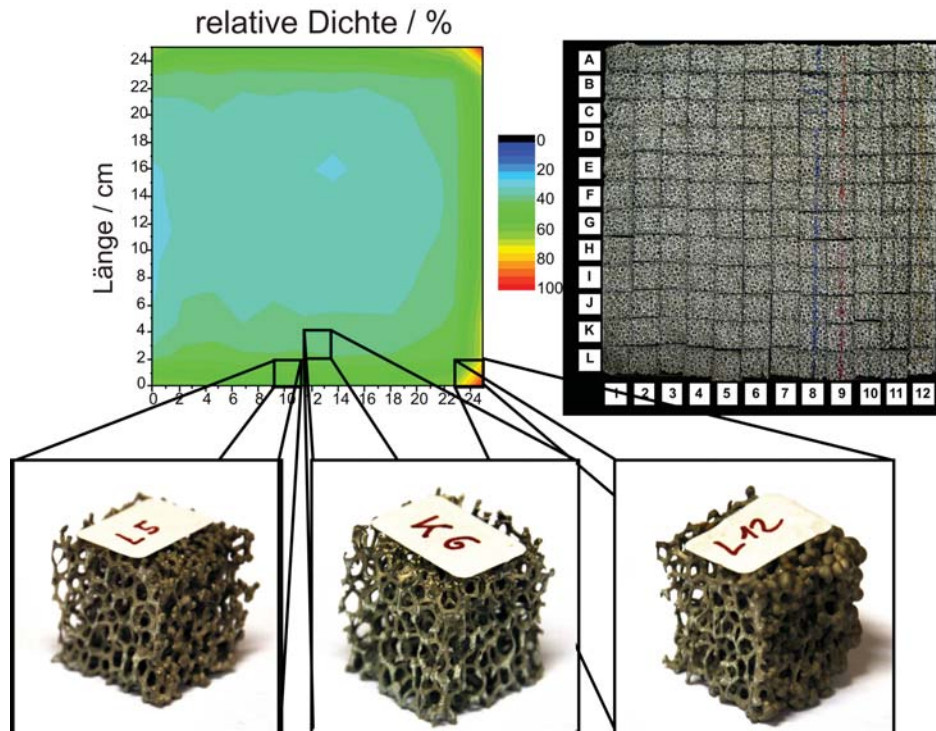 relative Dichte / %
Länge / cm
24
22
20
18
16
14
12
10
8
6
4
2
0
0 2 4 6 8 10 12 14 16 18 20 22 24
0
20
40
60
80
100
A
B
C
D
E
F
G
H
I
J
K
L
1 2 3 4 5 6 7 8 9 10 11 12
L5
K6
L12